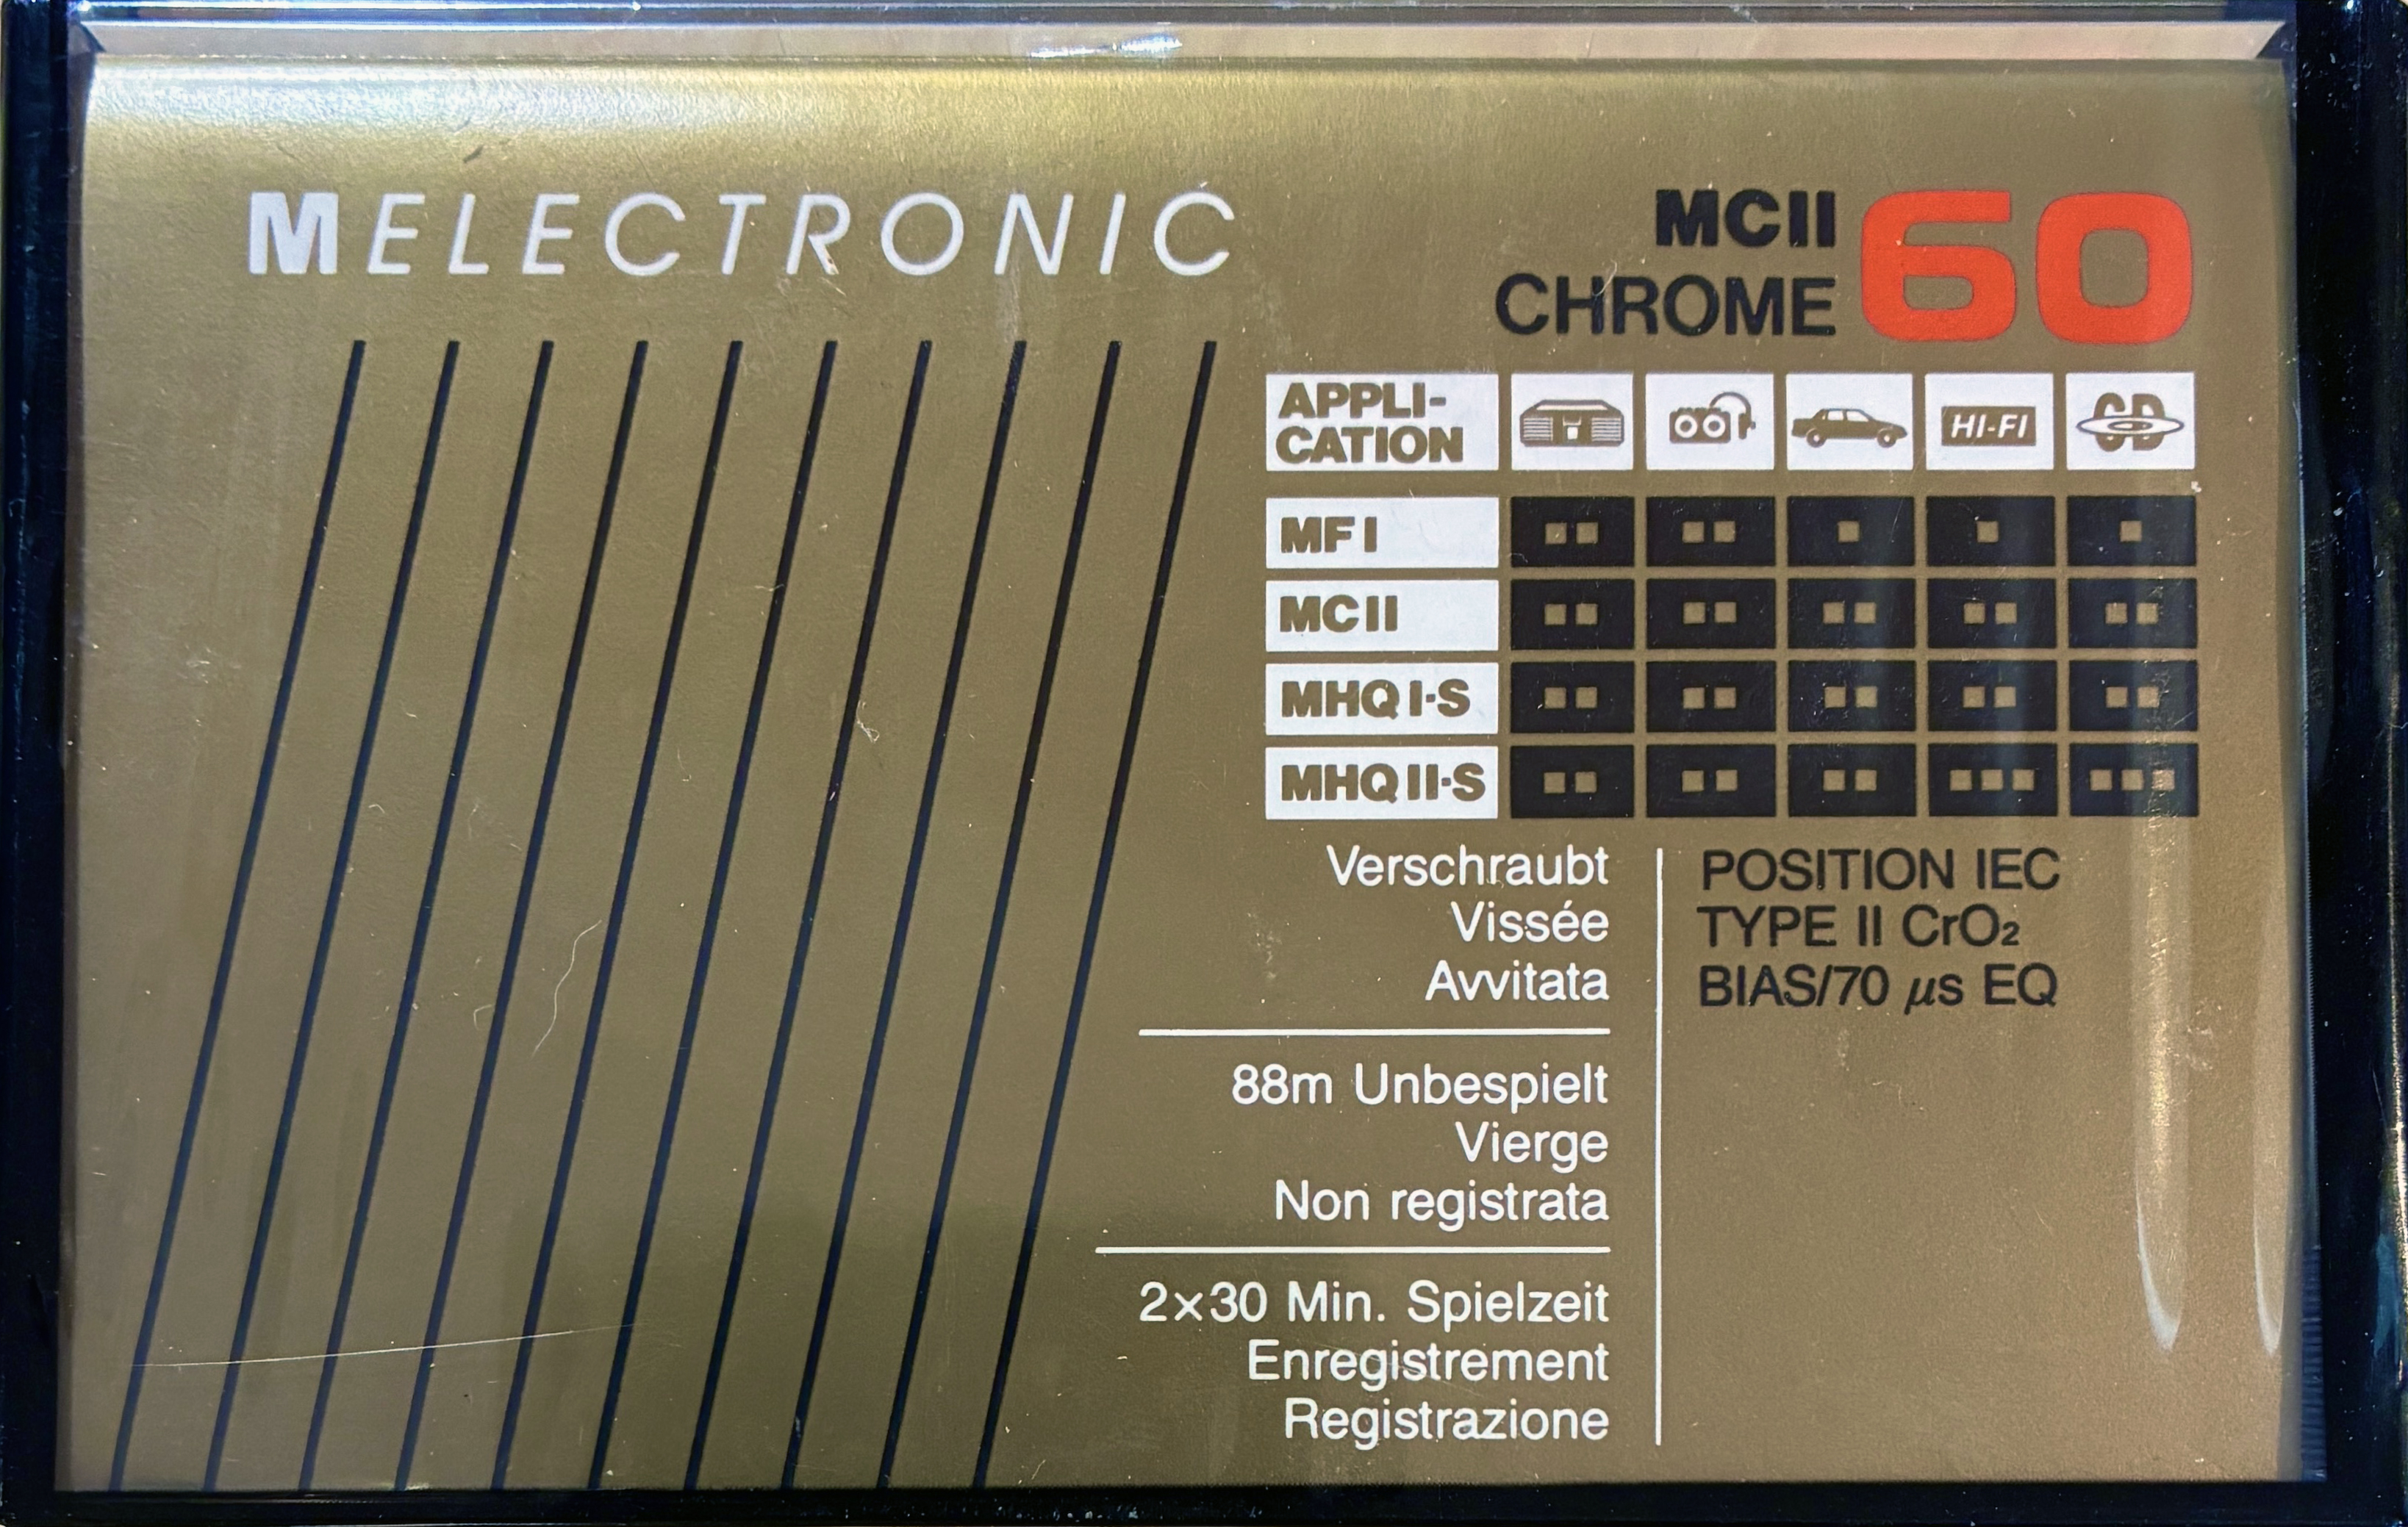 MELECTRONIC
MCII
CHROME
60
APPLI-
CATION
HI-FI
CD
MF I
MC II
MHQ I·S
MHQ II·S
Verschraubt
Vissée
Avvitata
POSITION IEC
TYPE II CrO₂
BIAS/70 µs EQ
88m Unbespielt
Vierge
Non registrata
2×30 Min. Spielzeit
Enregistrement
Registrazione